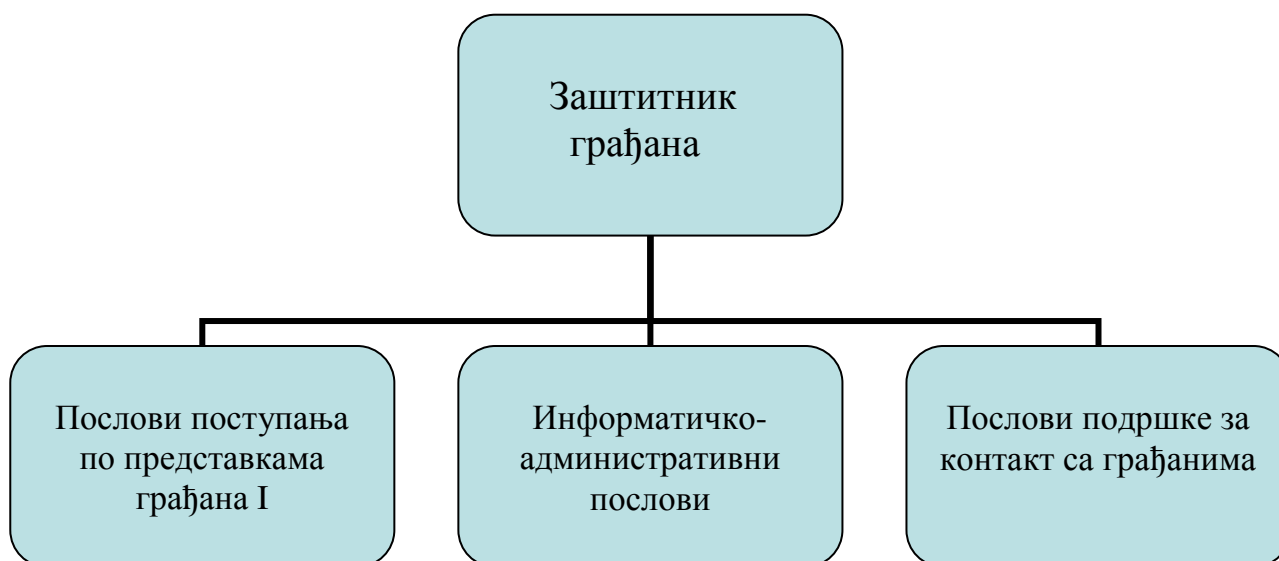 Заштитник
грађана
Послови поступања
по представкама
грађана I
Информатичко-
административни
послови
Послови подршке за
контакт са грађанима